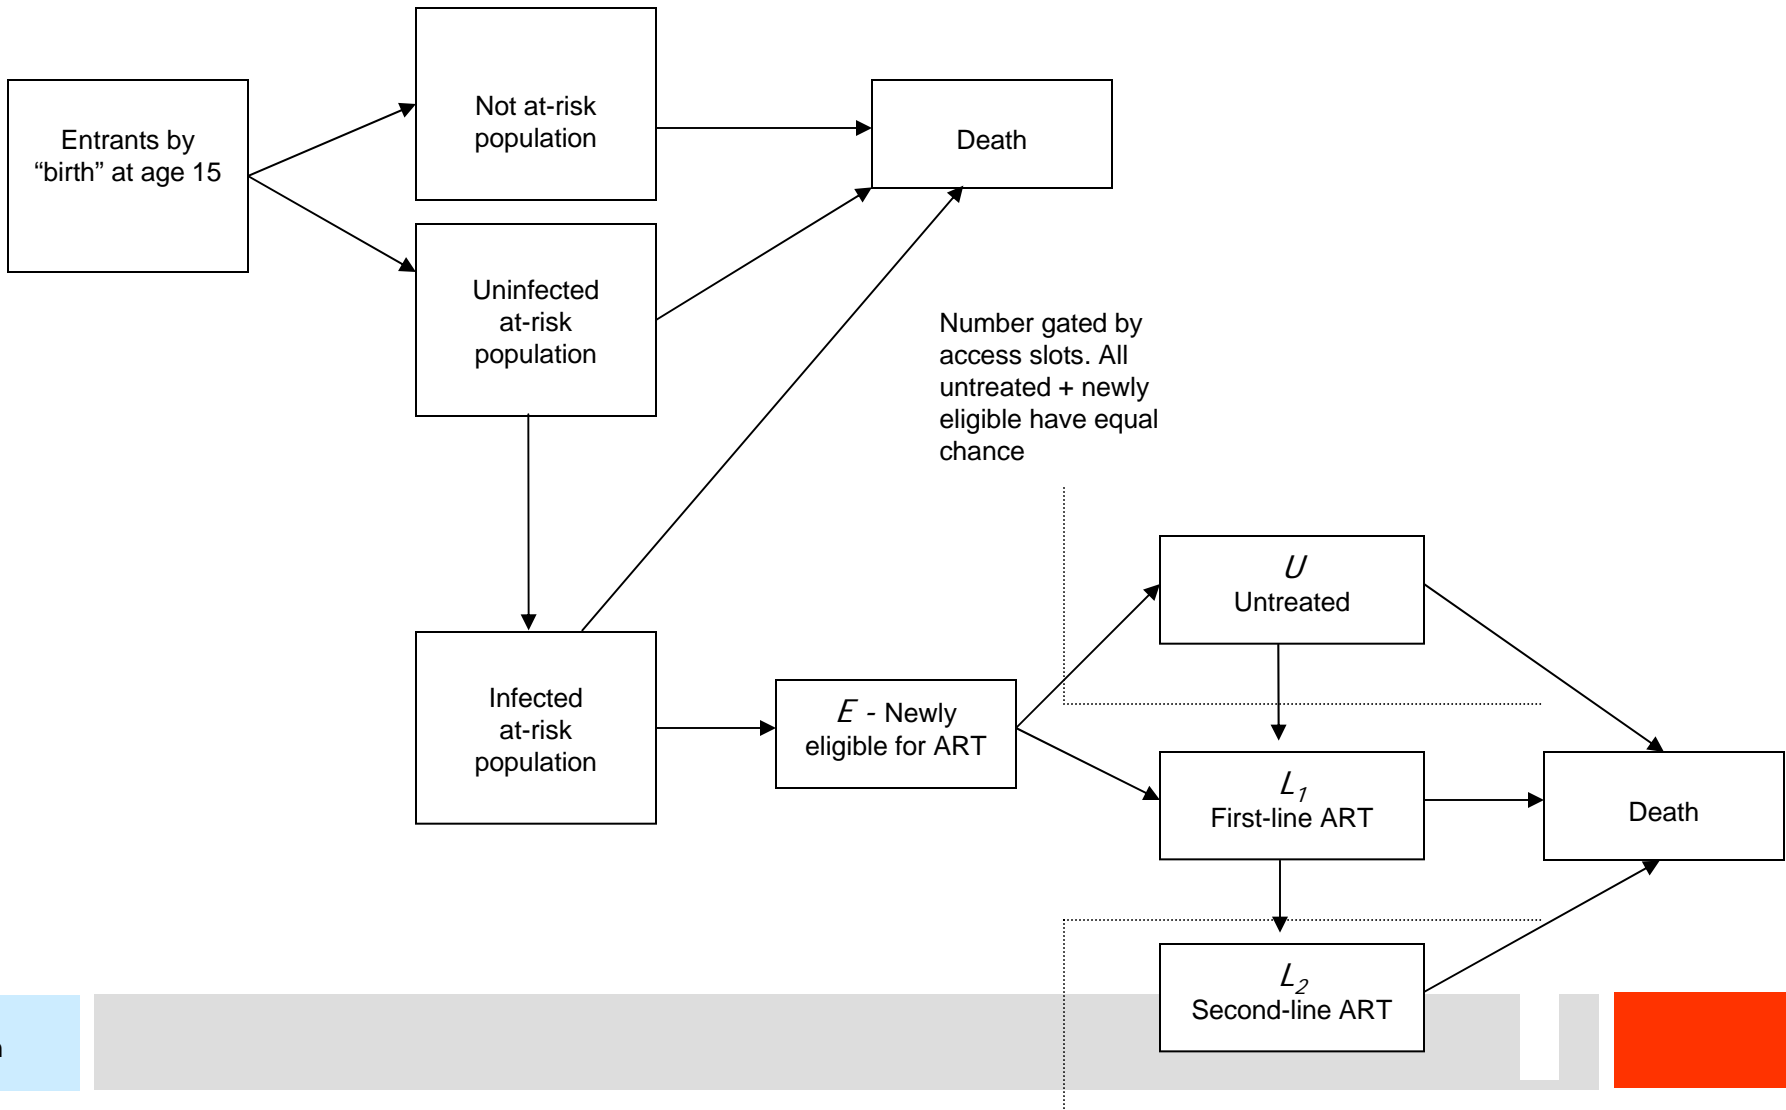 Entrants by
“birth” at age 15
Not at-risk
population
Death
Uninfected
at-risk
population
Number gated by
access slots. All
untreated + newly
eligible have equal
chance
U
Untreated
Infected
at-risk
population
E - Newly
eligible for ART
L1
First-line ART
Death
L2
Second-line ART